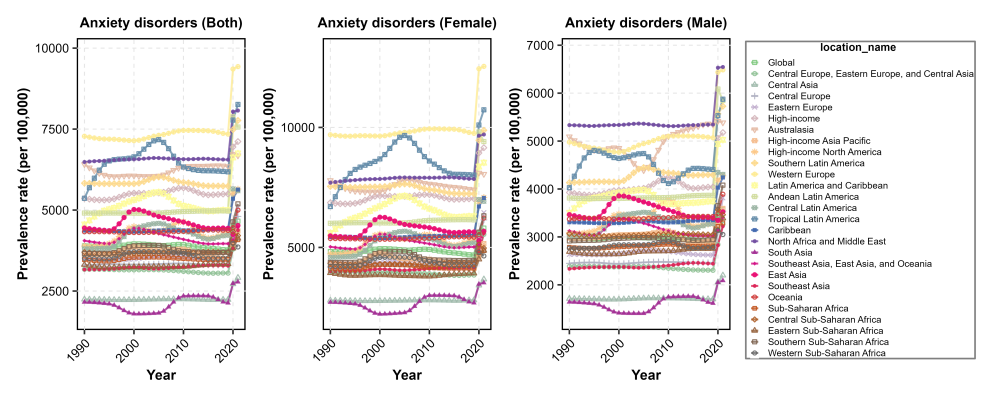 Anxiety disorders (Both)
Anxiety disorders (Female)
Anxiety disorders (Male)
Prevalence rate (per 100,000)
10000
7500
5000
2500
1990
2000
2010
2020
Year
Prevalence rate (per 100,000)
10000
5000
1990
2000
2010
2020
Year
Prevalence rate (per 100,000)
7000
6000
5000
4000
3000
2000
1990
2000
2010
2020
Year
location_name
Global
Central Europe, Eastern Europe, and Central Asia
Central Asia
Central Europe
Eastern Europe
High-income
Australasia
High-income Asia Pacific
High-income North America
Southern Latin America
Western Europe
Latin America and Caribbean
Andean Latin America
Central Latin America
Tropical Latin America
Caribbean
North Africa and Middle East
South Asia
Southeast Asia, East Asia, and Oceania
East Asia
Southeast Asia
Oceania
Sub-Saharan Africa
Central Sub-Saharan Africa
Eastern Sub-Saharan Africa
Southern Sub-Saharan Africa
Western Sub-Saharan Africa